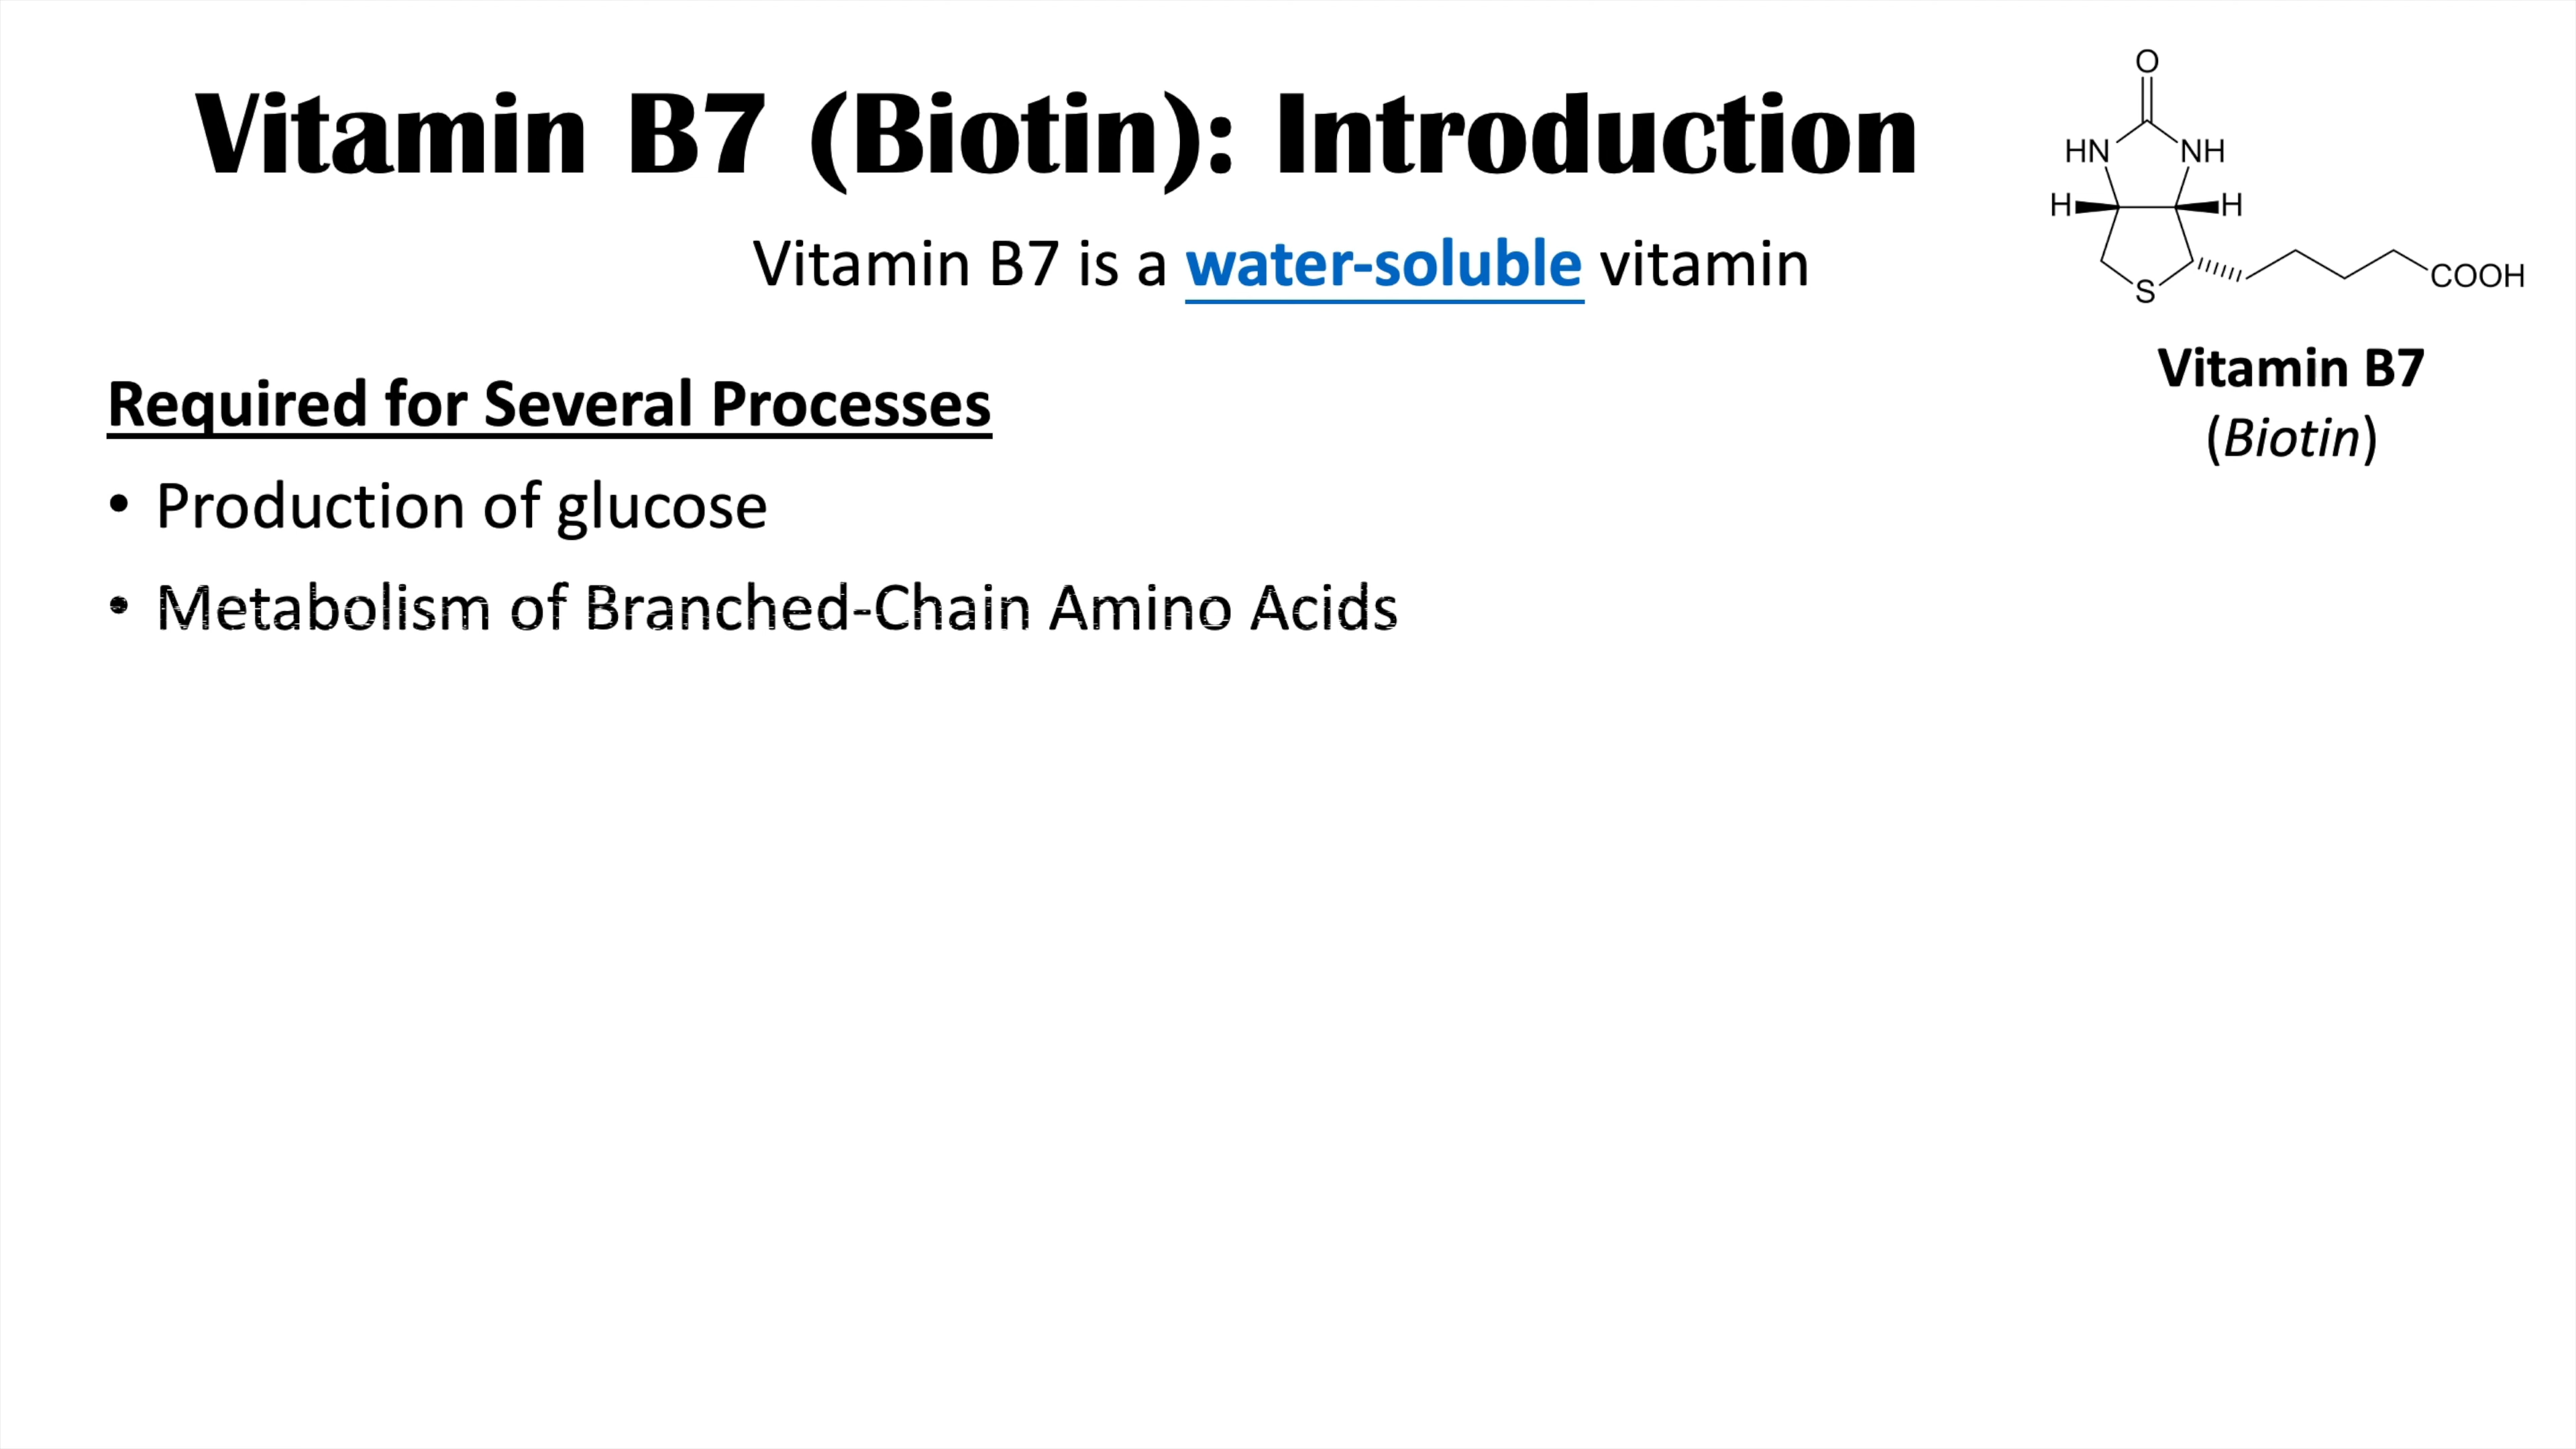 Vitamin B7 (Biotin): Introduction
Vitamin B7 is a water-soluble vitamin
Required for Several Processes
• Production of glucose
• Metabolism of Branched-Chain Amino Acids
O
HN NH
H H
S
COOH
Vitamin B7
(Biotin)